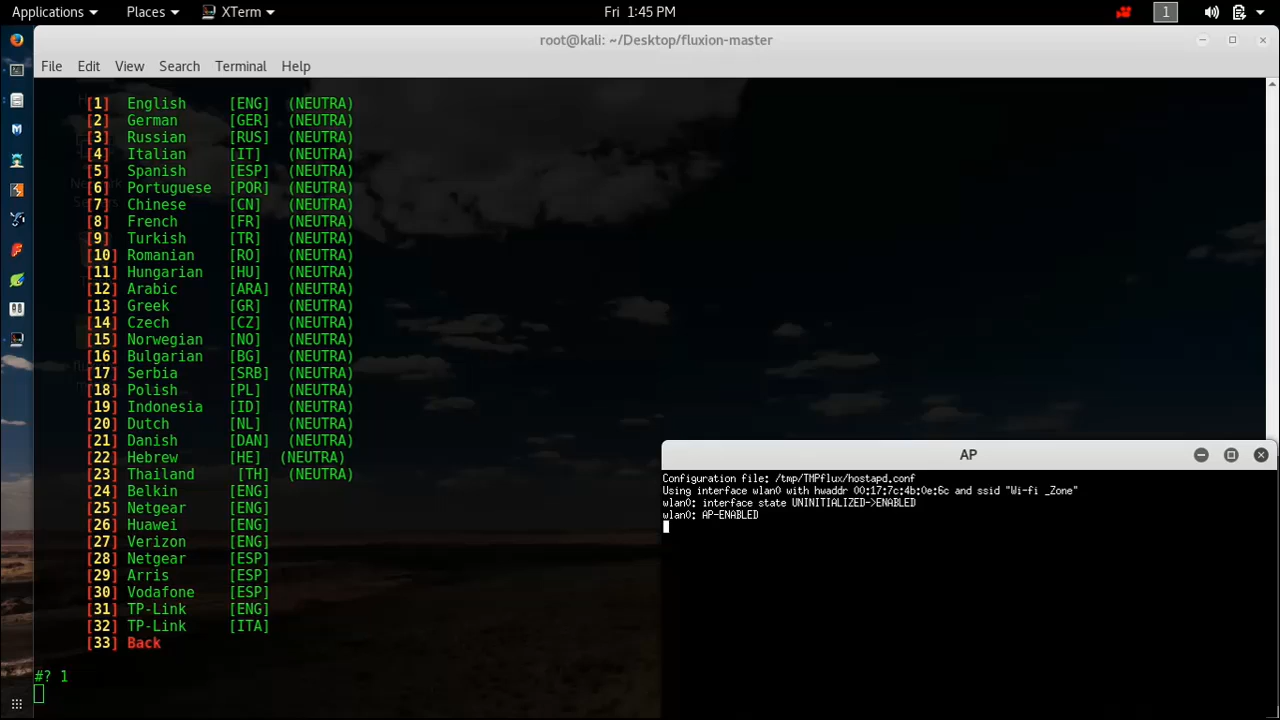 Applications Places XTerm Fri 1:45 PM 1
root@kali: ~/Desktop/fluxion-master
File Edit View Search Terminal Help
[1] English [ENG] (NEUTRA)
[2] German [GER] (NEUTRA)
[3] Russian [RUS] (NEUTRA)
[4] Italian [IT] (NEUTRA)
[5] Spanish [ESP] (NEUTRA)
[6] Portuguese [POR] (NEUTRA)
[7] Chinese [CN] (NEUTRA)
[8] French [FR] (NEUTRA)
[9] Turkish [TR] (NEUTRA)
[10] Romanian [RO] (NEUTRA)
[11] Hungarian [HU] (NEUTRA)
[12] Arabic [ARA] (NEUTRA)
[13] Greek [GR] (NEUTRA)
[14] Czech [CZ] (NEUTRA)
[15] Norwegian [NO] (NEUTRA)
[16] Bulgarian [BG] (NEUTRA)
[17] Serbia [SRB] (NEUTRA)
[18] Polish [PL] (NEUTRA)
[19] Indonesia [ID] (NEUTRA)
[20] Dutch [NL] (NEUTRA)
[21] Danish [DAN] (NEUTRA)
[22] Hebrew [HE] (NEUTRA)
[23] Thailand [TH] (NEUTRA)
[24] Belkin [ENG]
[25] Netgear [ENG]
[26] Huawei [ENG]
[27] Verizon [ENG]
[28] Netgear [ESP]
[29] Arris [ESP]
[30] Vodafone [ESP]
[31] TP-Link [ENG]
[32] TP-Link [ITA]
[33] Back
#? 1
AP
Configuration file: /tmp/TMPflux/hostapd.conf
Using interface wlan0 with hwaddr 00:17:7c:4b:0e:6c and ssid "Wi-fi _Zone"
wlan0: interface state UNINITIALIZED->ENABLED
wlan0: AP-ENABLED